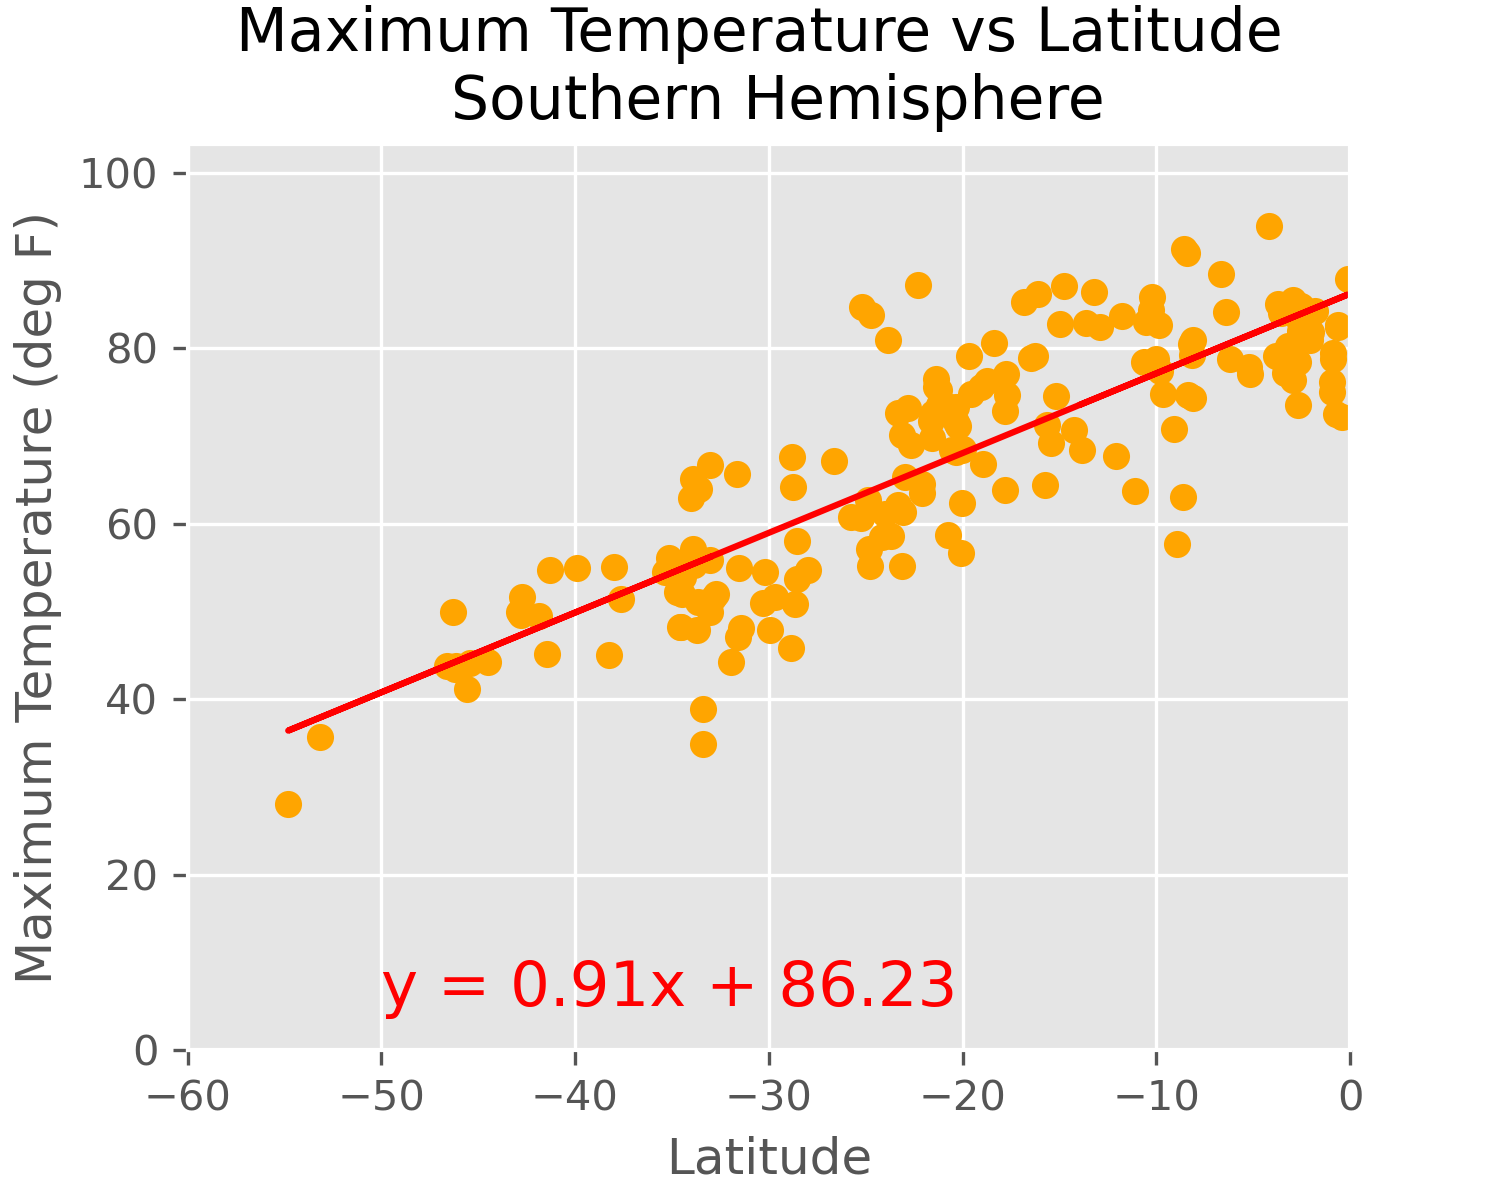 Maximum Temperature vs Latitude
Southern Hemisphere
Maximum Temperature (deg F)
100
80
60
40
20
0
y = 0.91x + 86.23
−60 −50 −40 −30 −20 −10 0
Latitude